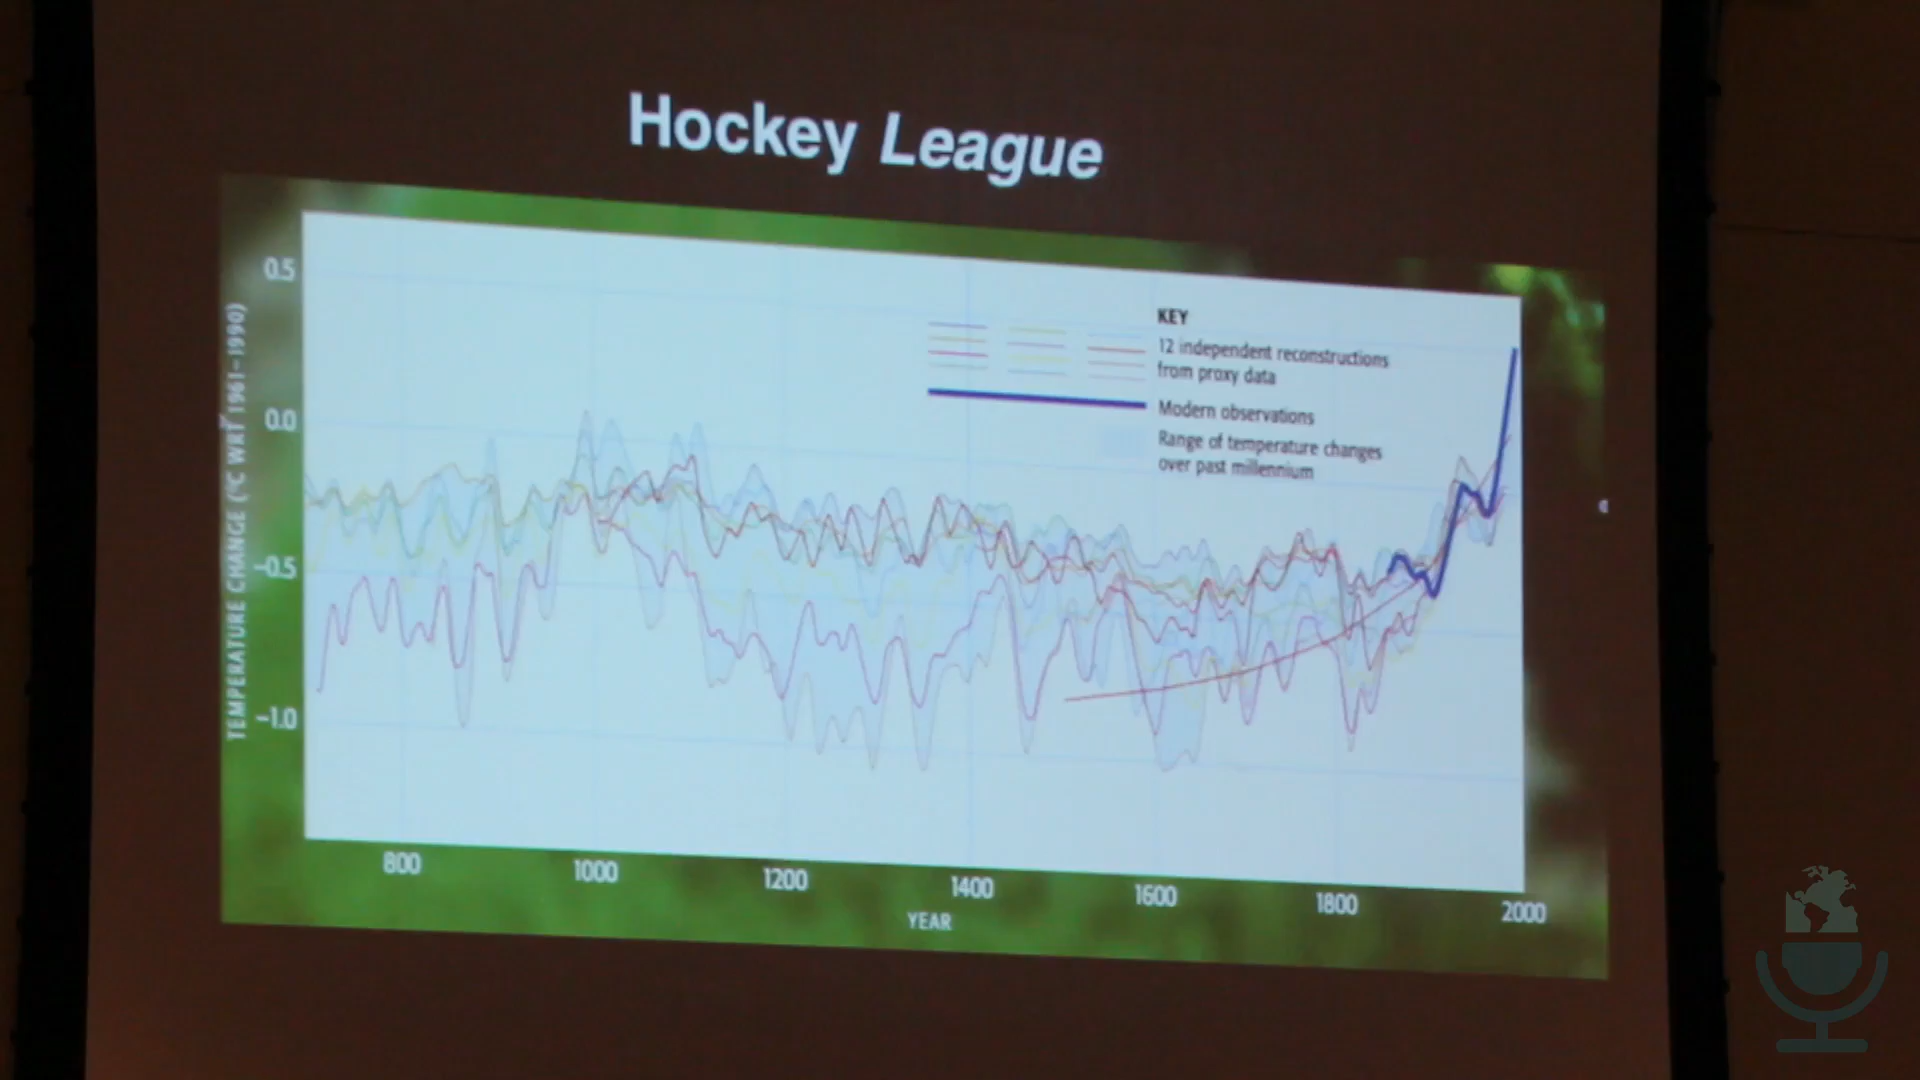 Hockey League
KEY
12 independent reconstructions
from proxy data
Modern observations
Range of temperature changes
over past millennium
TEMPERATURE CHANGE (°C WRT 1961–1990)
0.5
0.0
–0.5
–1.0
800 1000 1200 1400 1600 1800 2000
YEAR